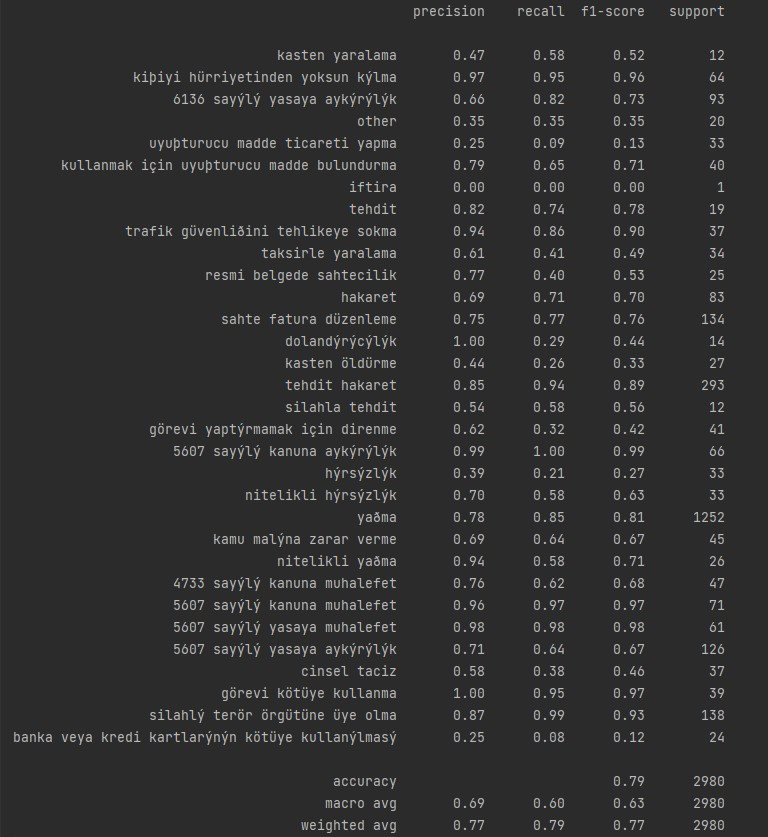 precision recall f1-score support
kasten yaralama 0.47 0.58 0.52 12
kiþiyi hürriyetinden yoksun kýlma 0.97 0.95 0.96 64
6136 sayýlý yasaya aykýrýlýk 0.66 0.82 0.73 93
other 0.35 0.35 0.35 20
uyuþturucu madde ticareti yapma 0.25 0.09 0.13 33
kullanmak için uyuþturucu madde bulundurma 0.79 0.65 0.71 40
iftira 0.00 0.00 0.00 1
tehdit 0.82 0.74 0.78 19
trafik güvenliðini tehlikeye sokma 0.94 0.86 0.90 37
taksirle yaralama 0.61 0.41 0.49 34
resmi belgede sahtecilik 0.77 0.40 0.53 25
hakaret 0.69 0.71 0.70 83
sahte fatura düzenleme 0.75 0.77 0.76 134
dolandýrýcýlýk 1.00 0.29 0.44 14
kasten öldürme 0.44 0.26 0.33 27
tehdit hakaret 0.85 0.94 0.89 293
silahla tehdit 0.54 0.58 0.56 12
görevi yaptýrmamak için direnme 0.62 0.32 0.42 41
5607 sayýlý kanuna aykýrýlýk 0.99 1.00 0.99 66
hýrsýzlýk 0.39 0.21 0.27 33
nitelikli hýrsýzlýk 0.70 0.58 0.63 33
yaðma 0.78 0.85 0.81 1252
kamu malýna zarar verme 0.69 0.64 0.67 45
nitelikli yaðma 0.94 0.58 0.71 26
4733 sayýlý kanuna muhalefet 0.76 0.62 0.68 47
5607 sayýlý kanuna muhalefet 0.96 0.97 0.97 71
5607 sayýlý yasaya muhalefet 0.98 0.98 0.98 61
5607 sayýlý yasaya aykýrýlýk 0.71 0.64 0.67 126
cinsel taciz 0.58 0.38 0.46 37
görevi kötüye kullanma 1.00 0.95 0.97 39
silahlý terör örgütüne üye olma 0.87 0.99 0.93 138
banka veya kredi kartlarýnýn kötüye kullanýlmasý 0.25 0.08 0.12 24
accuracy 0.79 2980
macro avg 0.69 0.60 0.63 2980
weighted avg 0.77 0.79 0.77 2980